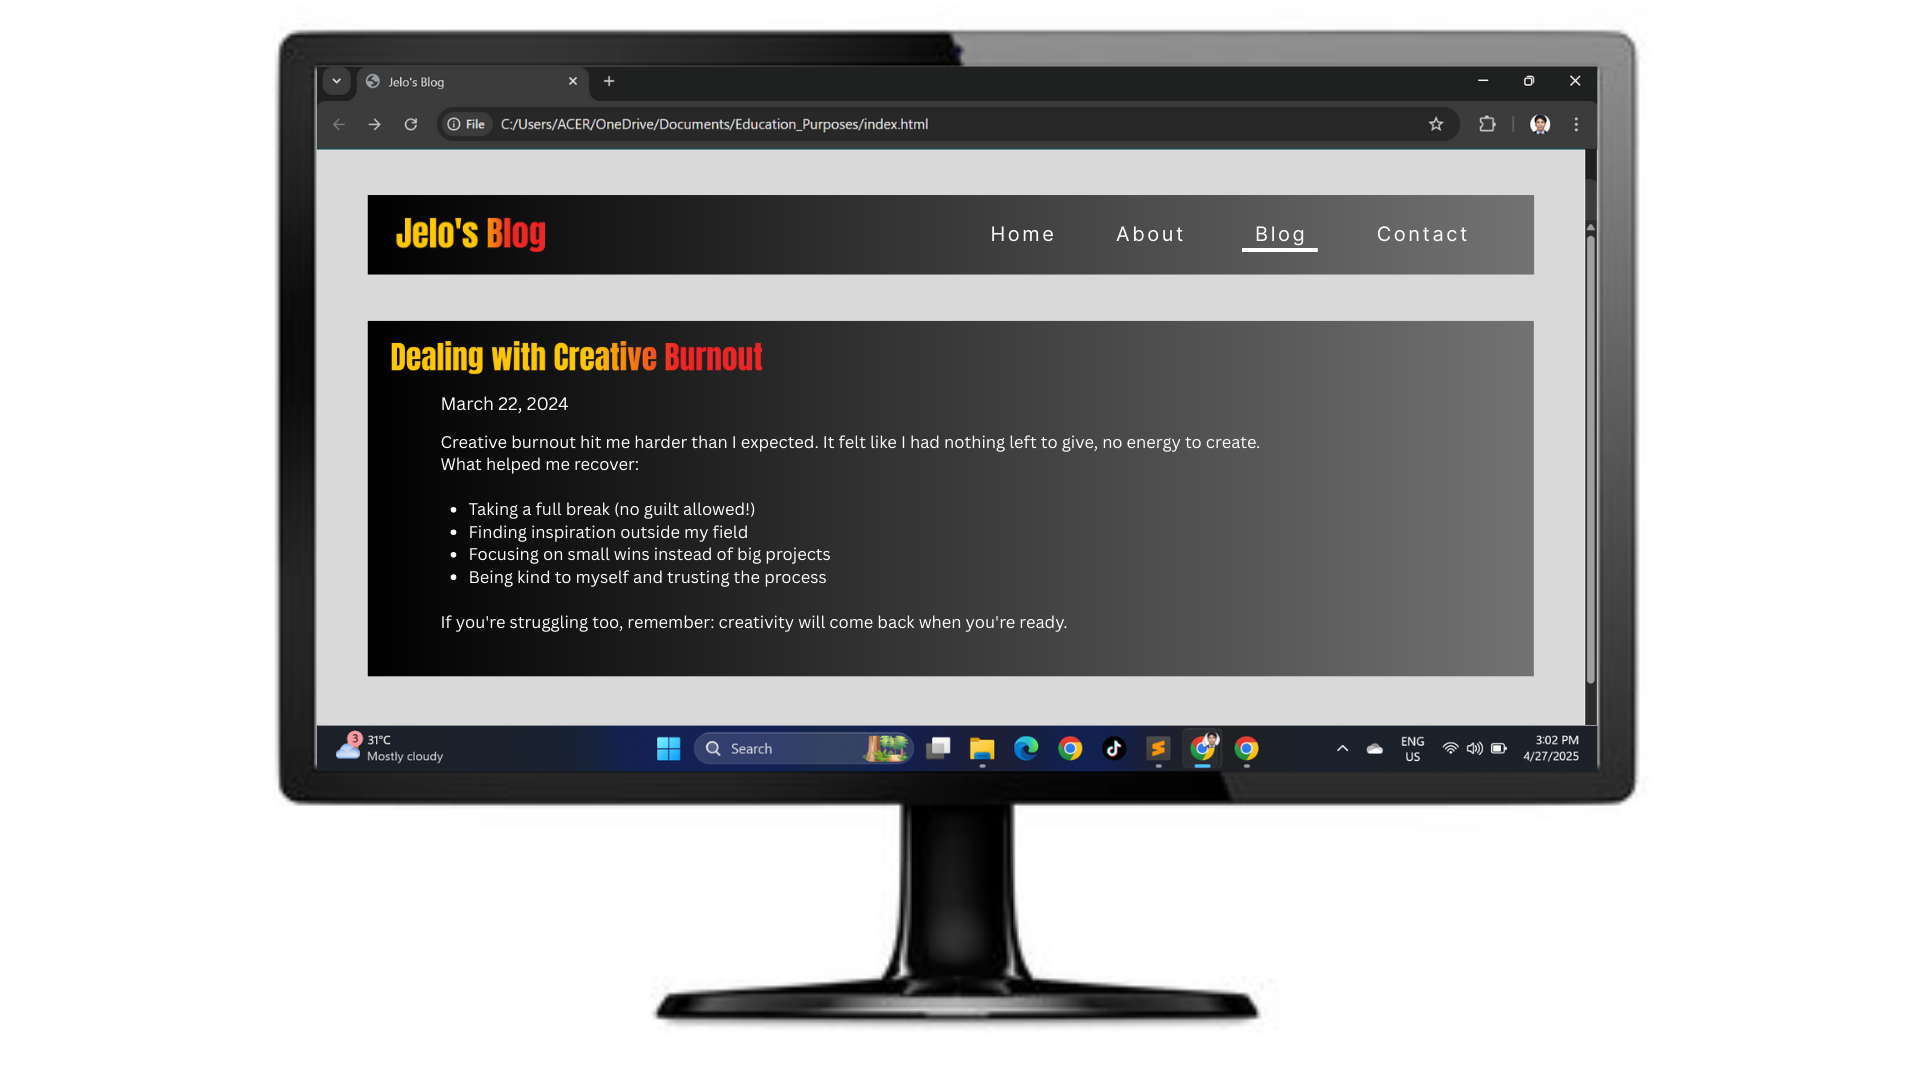 Jelo's Blog
File C:/Users/ACER/OneDrive/Documents/Education_Purposes/index.html
Jelo's Blog Home About Blog Contact
Dealing with Creative Burnout
March 22, 2024
Creative burnout hit me harder than I expected. It felt like I had nothing left to give, no energy to create.
What helped me recover:
• Taking a full break (no guilt allowed!)
• Finding inspiration outside my field
• Focusing on small wins instead of big projects
• Being kind to myself and trusting the process
If you're struggling too, remember: creativity will come back when you're ready.
3 31°C
Mostly cloudy
Search
ENG
US
3:02 PM
4/27/2025